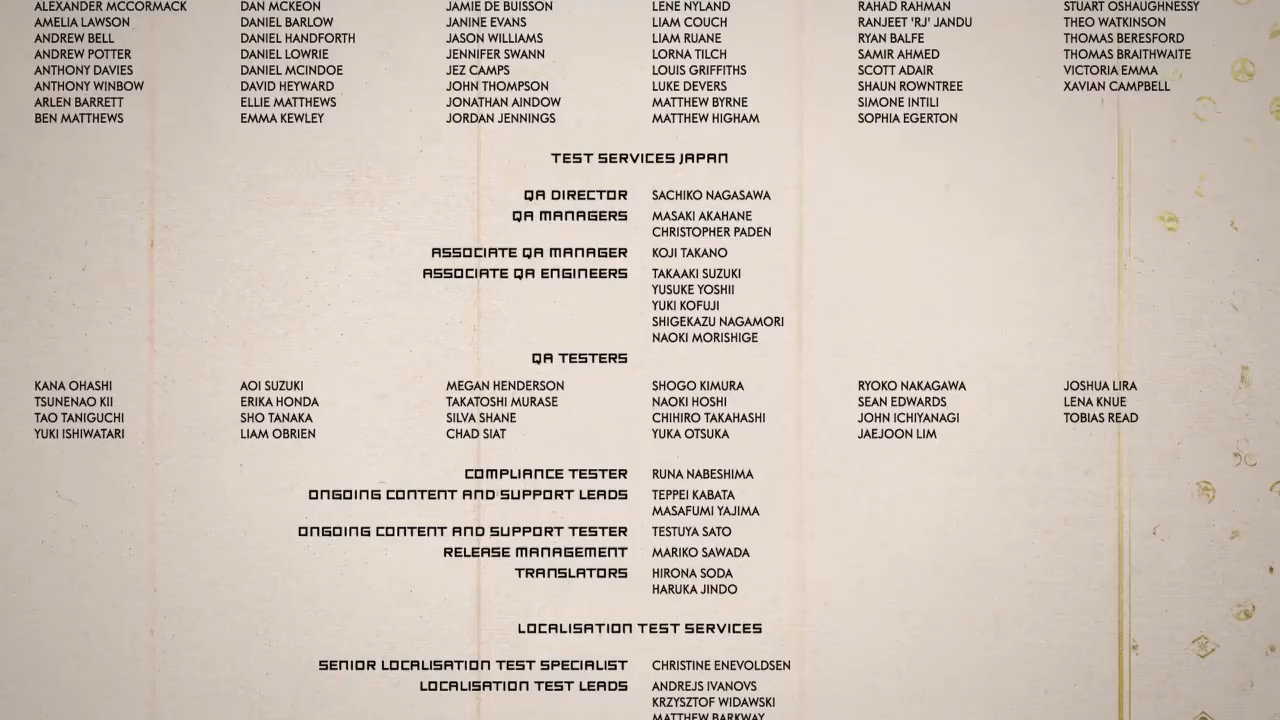 ALEXANDER MCCORMACK DAN MCKEON JAMIE DE BUISSON LENE NYLAND RAHAD RAHMAN STUART OSHAUGHNESSY
AMELIA LAWSON DANIEL BARLOW JANINE EVANS LIAM COUCH RANJEET 'RJ' JANDU THEO WATKINSON
ANDREW BELL DANIEL HANDFORTH JASON WILLIAMS LIAM RUANE RYAN BALFE THOMAS BERESFORD
ANDREW POTTER DANIEL LOWRIE JENNIFER SWANN LORNA TILCH SAMIR AHMED THOMAS BRAITHWAITE
ANTHONY DAVIES DANIEL MCINDOE JEZ CAMPS LOUIS GRIFFITHS SCOTT ADAIR VICTORIA EMMA
ANTHONY WINBOW DAVID HEYWARD JOHN THOMPSON LUKE DEVERS SHAUN ROWNTREE XAVIAN CAMPBELL
ARLEN BARRETT ELLIE MATTHEWS JONATHAN AINDOW MATTHEW BYRNE SIMONE INTILI
BEN MATTHEWS EMMA KEWLEY JORDAN JENNINGS MATTHEW HIGHAM SOPHIA EGERTON
TEST SERVICES JAPAN
QA DIRECTOR SACHIKO NAGASAWA
QA MANAGERS MASAKI AKAHANE
CHRISTOPHER PADEN
ASSOCIATE QA MANAGER KOJI TAKANO
ASSOCIATE QA ENGINEERS TAKAAKI SUZUKI
YUSUKE YOSHII
YUKI KOFUJI
SHIGEKAZU NAGAMORI
NAOKI MORISHIGE
QA TESTERS
KANA OHASHI AOI SUZUKI MEGAN HENDERSON SHOGO KIMURA RYOKO NAKAGAWA JOSHUA LIRA
TSUNENAO KII ERIKA HONDA TAKATOSHI MURASE NAOKI HOSHI SEAN EDWARDS LENA KNUE
TAO TANIGUCHI SHO TANAKA SILVA SHANE CHIHIRO TAKAHASHI JOHN ICHIYANAGI TOBIAS READ
YUKI ISHIWATARI LIAM OBRIEN CHAD SIAT YUKA OTSUKA JAEJOON LIM
COMPLIANCE TESTER RUNA NABESHIMA
ONGOING CONTENT AND SUPPORT LEADS TEPPEI KABATA
MASAFUMI YAJIMA
ONGOING CONTENT AND SUPPORT TESTER TESTUYA SATO
RELEASE MANAGEMENT MARIKO SAWADA
TRANSLATORS HIRONA SODA
HARUKA JINDO
LOCALISATION TEST SERVICES
SENIOR LOCALISATION TEST SPECIALIST CHRISTINE ENEVOLDSEN
LOCALISATION TEST LEADS ANDREJS IVANOVS
KRZYSZTOF WIDAWSKI
MATTHEW BARKWAY